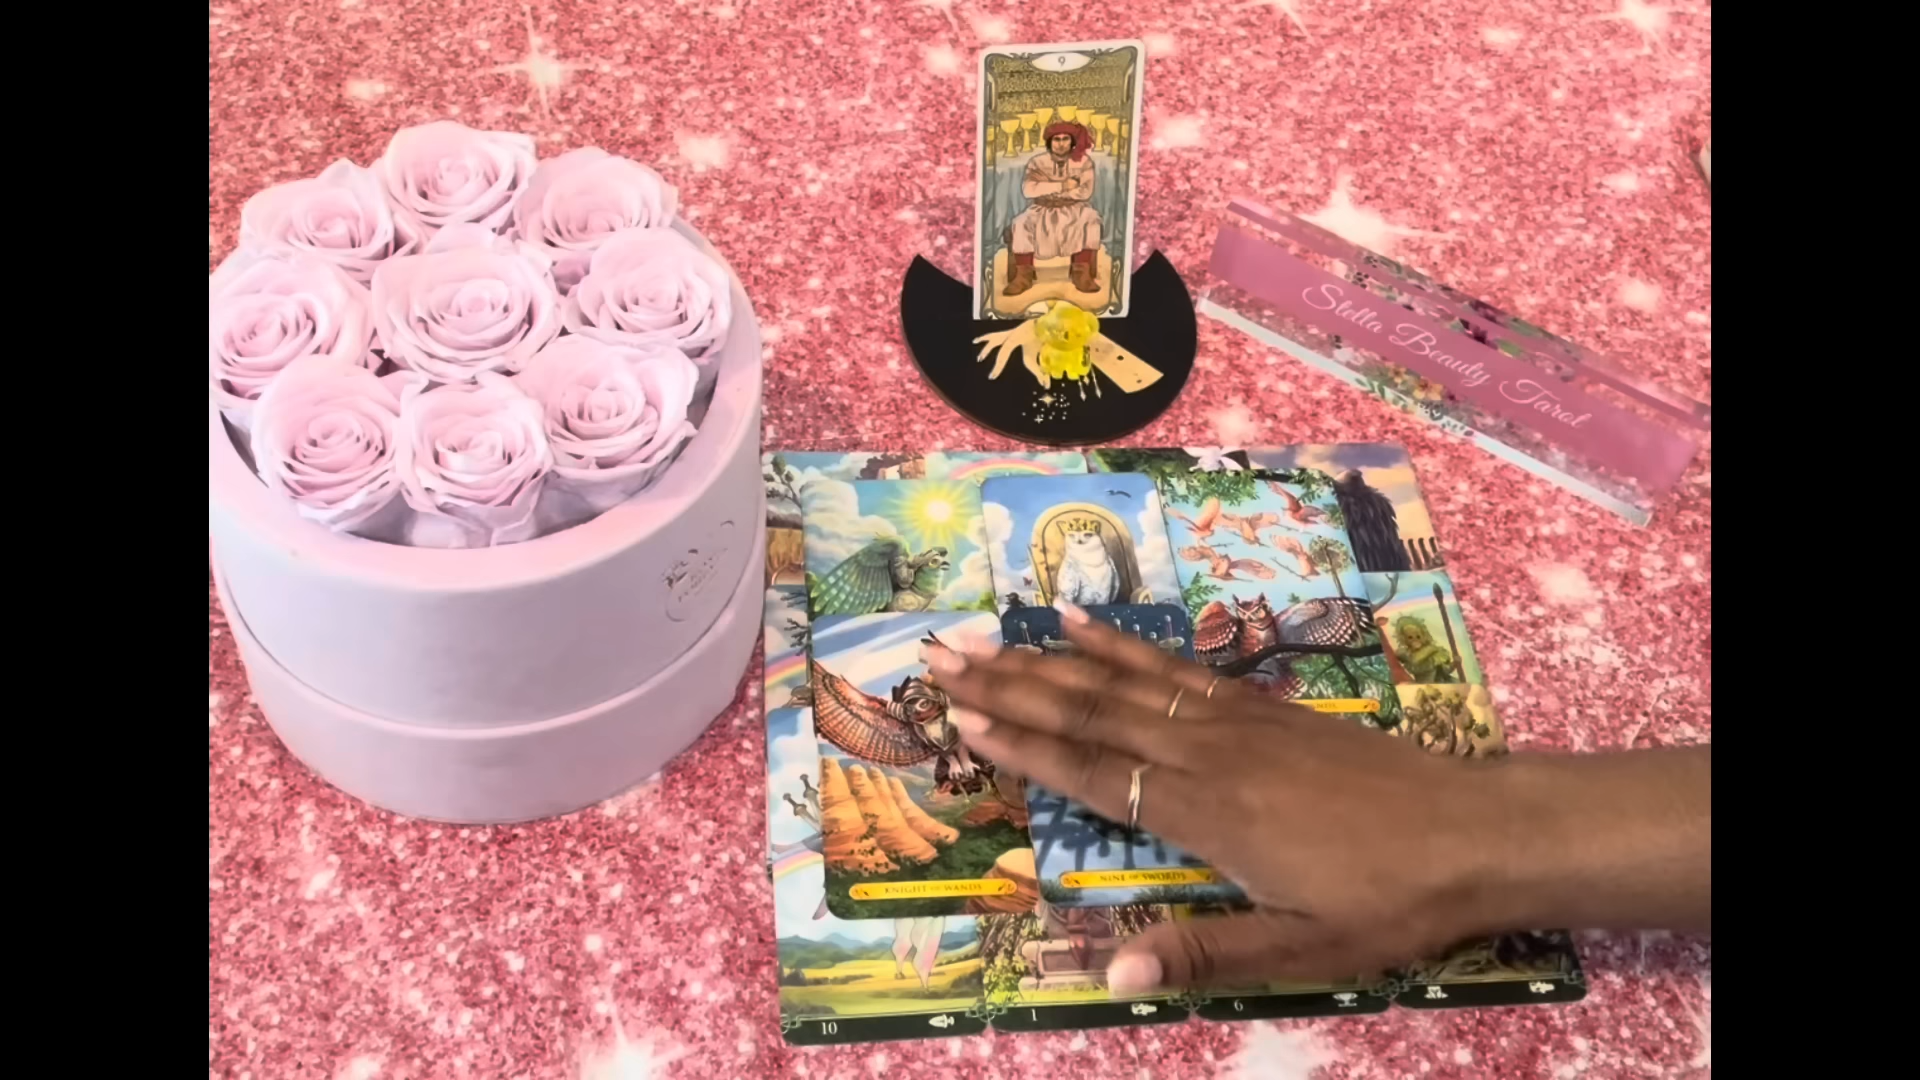 9
Stella Beauty Tarot
KNIGHT OF WANDS
NINE OF SWORDS
10
1
6